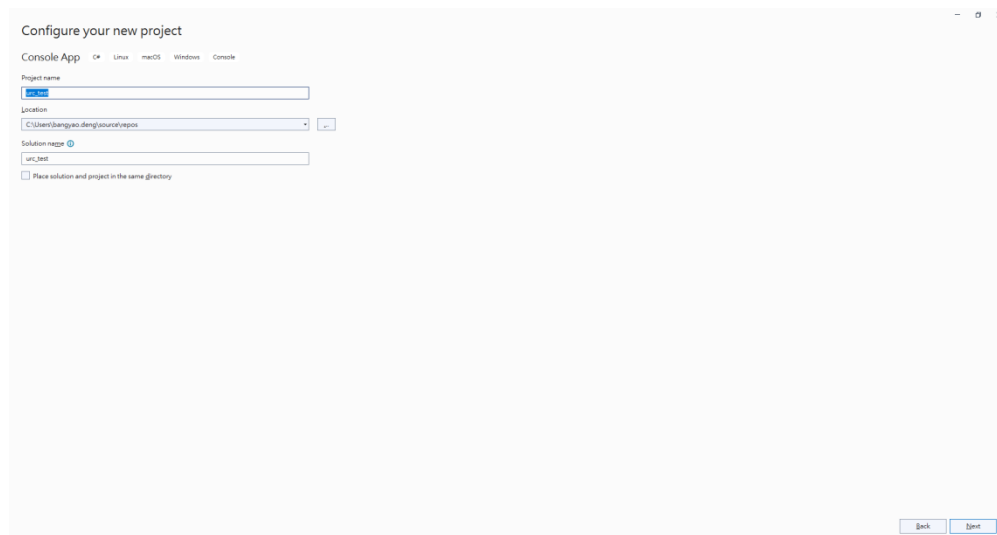 Configure your new project
Console App C# Linux macOS Windows Console
Project name
urc_test
Location
C:\Users\bangyao.deng\source\repos
...
Solution name
urc_test
Place solution and project in the same directory
Back Next